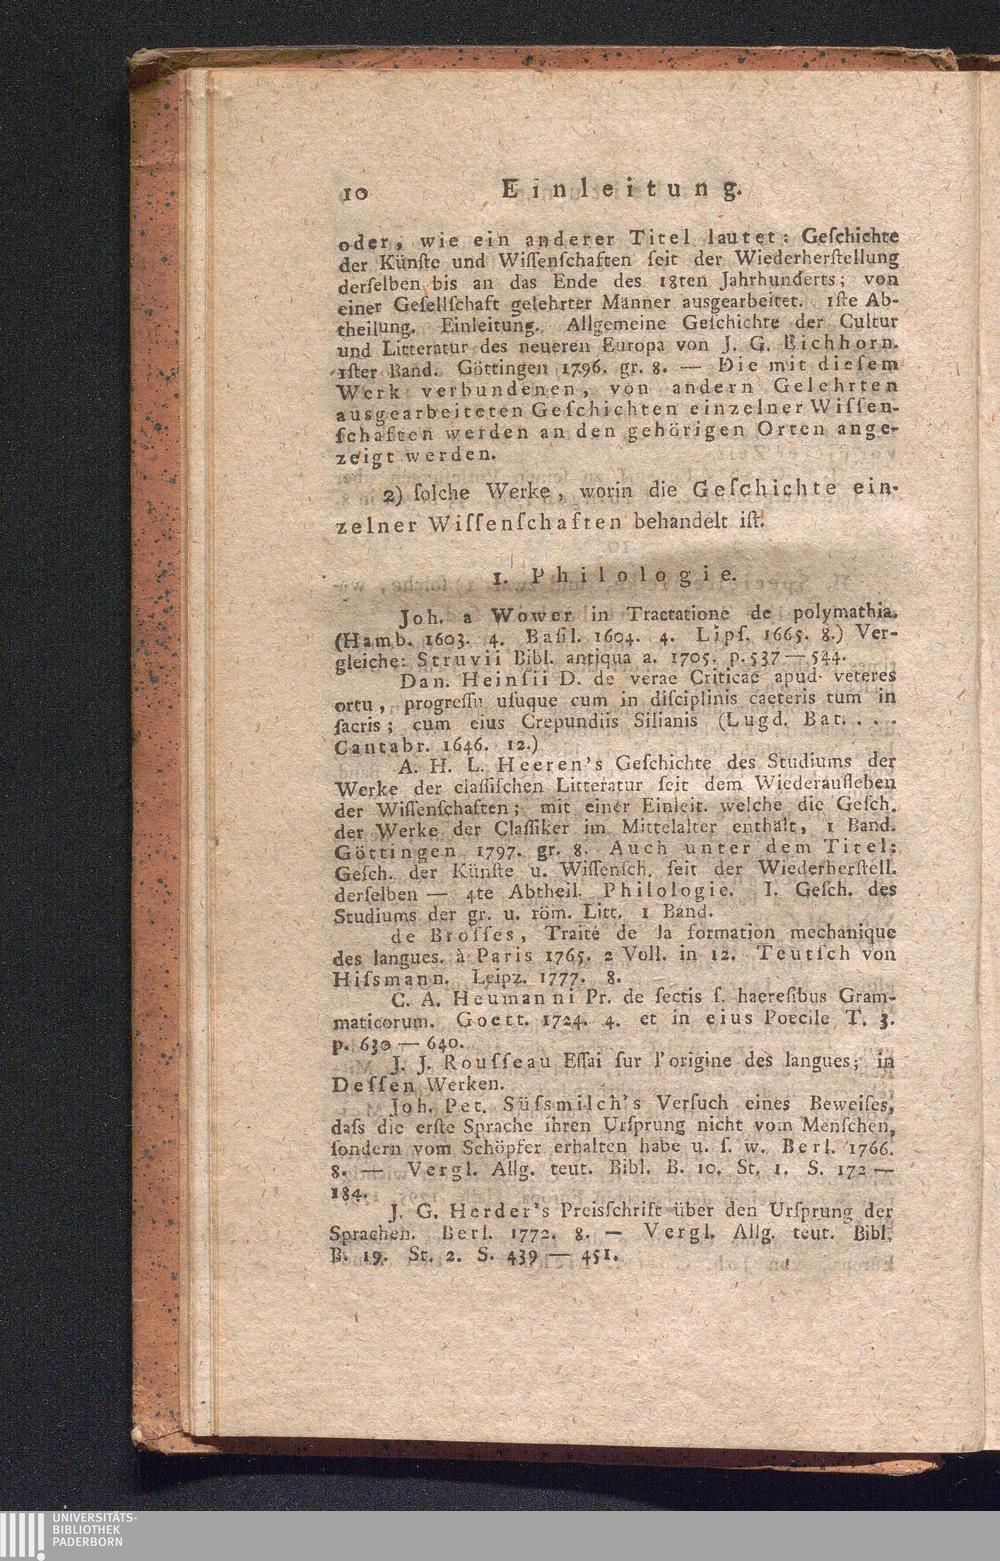 10 Einleitung.
oder, wie ein anderer Titel lautet: Geſchichte
der Künſte und Wiſſenſchaften ſeit der Wiederherſtellung
derſelben bis an das Ende des 18ten Jahrhunderts; von
einer Geſellſchaft gelehrter Männer ausgearbeitet. 1ſte Ab-
theilung. Einleitung. Allgemeine Geſchichte der Cultur
und Litteratur des neueren Europa von J. G. Eichhorn.
1ſter Band. Göttingen 1796. gr. 8. — Die mit dieſem
Werk verbundenen, von andern Gelehrten
ausgearbeiteten Geſchichten einzelner Wiſſen-
ſchaften werden an den gehörigen Orten ange-
zeigt werden.
2) ſolche Werke, worin die Geſchichte ein-
zelner Wiſſenſchaften behandelt iſt.
1. Philologie.
Joh. a Wower in Tractatione de polymathia.
(Hamb. 1603. 4. Baſil. 1604. 4. Lipſ. 1665. 8.) Ver-
gleiche: Struvii Bibl. antiqua a. 1705. p. 537 — 544.
Dan. Heinſii D. de verae Criticae apud veteres
ortu, progreſſu uſuque cum in diſciplinis caeteris tum in
ſacris; cum eius Crepundiis Silianis (Lugd. Bat. . . .
Cantabr. 1646. 12.)
A. H. L. Heeren's Geſchichte des Studiums der
Werke der claſſiſchen Litteratur ſeit dem Wiederaufleben
der Wiſſenſchaften; mit einer Einleit. welche die Geſch.
der Werke der Claſſiker im Mittelalter enthält, 1 Band.
Göttingen 1797. gr. 8. Auch unter dem Titel:
Geſch. der Künſte u. Wiſſenſch. ſeit der Wiederherſtell.
derſelben — 4te Abtheil. Philologie. I. Geſch. des
Studiums der gr. u. röm. Litt. 1 Band.
de Broſſes, Traité de la formation mechanique
des langues. à Paris 1765. 2 Voll. in 12. Teutſch von
Hiſsmann. Leipz. 1777. 8.
C. A. Heumanni Pr. de ſectis ſ. haereſibus Gram-
maticorum. Goett. 1724. 4. et in eius Poecile T. 3.
p. 630 — 640.
J. J. Rouſſeau Eſſai ſur l'origine des langues; in
Deſſen Werken.
Joh. Pet. Süſsmilch's Verſuch eines Beweiſes,
daſs die erſte Sprache ihren Urſprung nicht vom Menſchen,
ſondern vom Schöpfer erhalten habe u. ſ. w. Berl. 1766.
8. — Vergl. Allg. teut. Bibl. B. 10. St. 1. S. 172 —
184.
J. G. Herder's Preisſchrift über den Urſprung der
Sprachen. Berl. 1772. 8. — Vergl. Allg. teut. Bibl.
B. 19. St. 2. S. 439 — 451.
UNIVERSITÄTS-
BIBLIOTHEK
PADERBORN